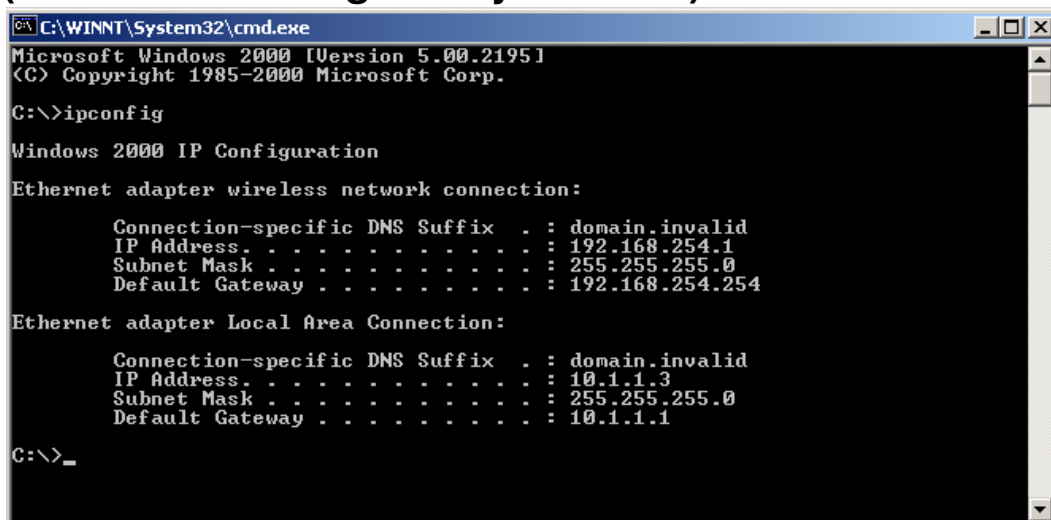 C:\WINNT\System32\cmd.exe
Microsoft Windows 2000 [Version 5.00.2195]
(C) Copyright 1985-2000 Microsoft Corp.
C:\>ipconfig
Windows 2000 IP Configuration
Ethernet adapter wireless network connection:
Connection-specific DNS Suffix . : domain.invalid
IP Address. . . . . . . . . . . . : 192.168.254.1
Subnet Mask . . . . . . . . . . . : 255.255.255.0
Default Gateway . . . . . . . . . : 192.168.254.254
Ethernet adapter Local Area Connection:
Connection-specific DNS Suffix . : domain.invalid
IP Address. . . . . . . . . . . . : 10.1.1.3
Subnet Mask . . . . . . . . . . . : 255.255.255.0
Default Gateway . . . . . . . . . : 10.1.1.1
C:\>_